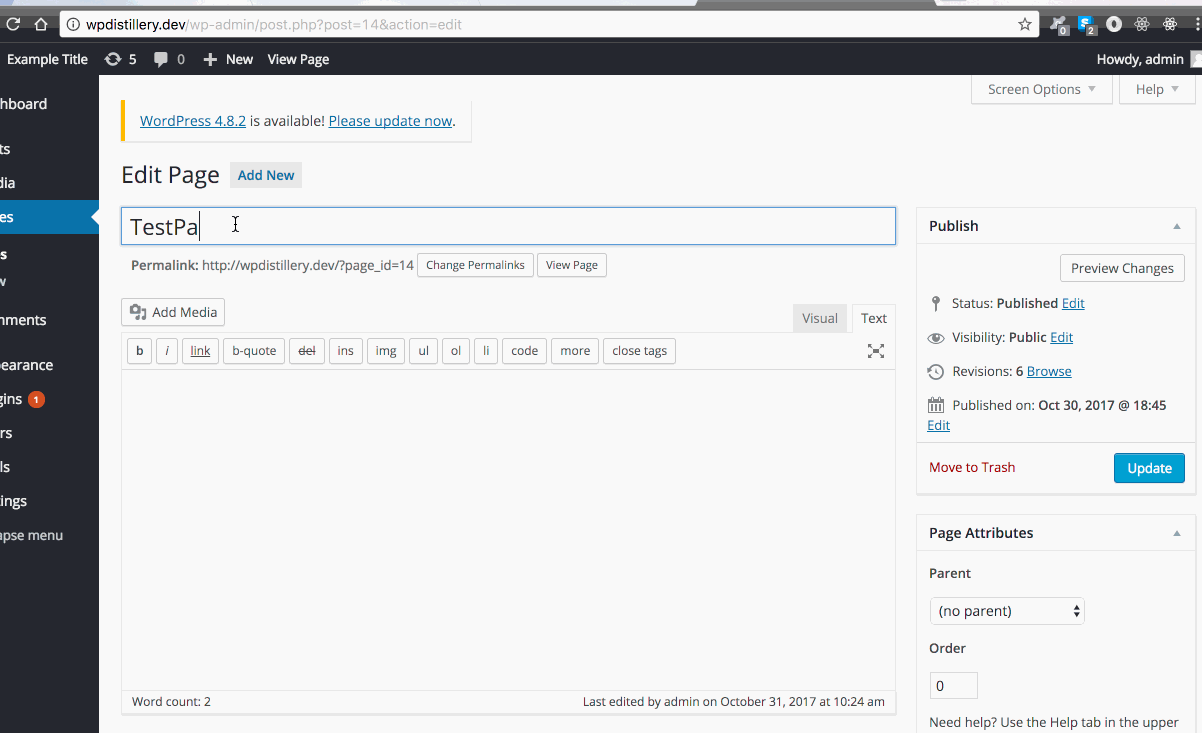 wpdistillery.dev/wp-admin/post.php?post=14&action=edit
0
2
Example Title 5 0 New View Page Howdy, admin
Screen Options Help
hboard
ts
dia
es
s
w
nments
earance
gins 1
rs
ls
ings
apse menu
WordPress 4.8.2 is available! Please update now.
Edit Page Add New
TestPa
Permalink: http://wpdistillery.dev/?page_id=14 Change Permalinks View Page
Add Media
Visual Text
b i link b-quote del ins img ul ol li code more close tags
Word count: 2 Last edited by admin on October 31, 2017 at 10:24 am
Publish
Preview Changes
Status: Published Edit
Visibility: Public Edit
Revisions: 6 Browse
Published on: Oct 30, 2017 @ 18:45
Edit
Move to Trash Update
Page Attributes
Parent
(no parent)
Order
0
Need help? Use the Help tab in the upper